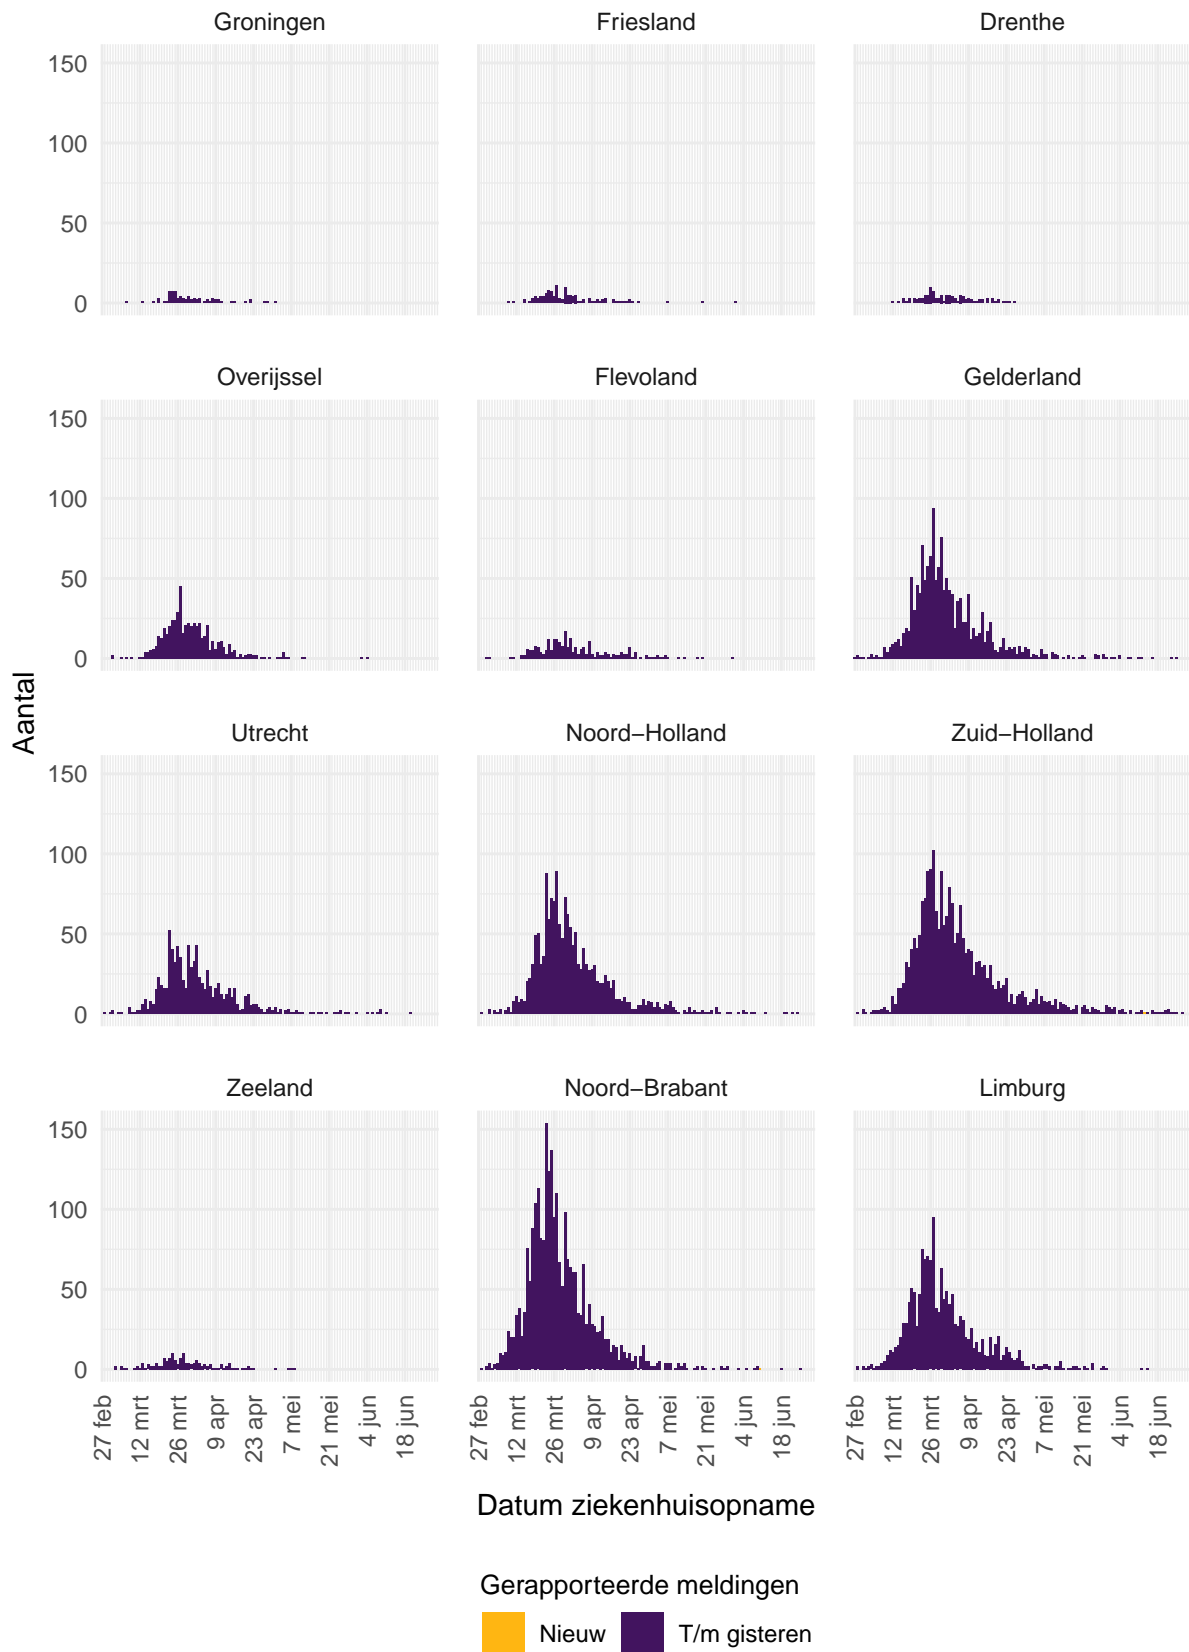 Groningen Friesland Drenthe
150
100
50
0
Overijssel Flevoland Gelderland
150
100
50
0
Aantal
Utrecht Noord−Holland Zuid−Holland
150
100
50
0
Zeeland Noord−Brabant Limburg
150
100
50
0
27 feb 12 mrt 26 mrt 9 apr 23 apr 7 mei 21 mei 4 jun 18 jun 27 feb 12 mrt 26 mrt 9 apr 23 apr 7 mei 21 mei 4 jun 18 jun 27 feb 12 mrt 26 mrt 9 apr 23 apr 7 mei 21 mei 4 jun 18 jun
Datum ziekenhuisopname
Gerapporteerde meldingen
Nieuw T/m gisteren